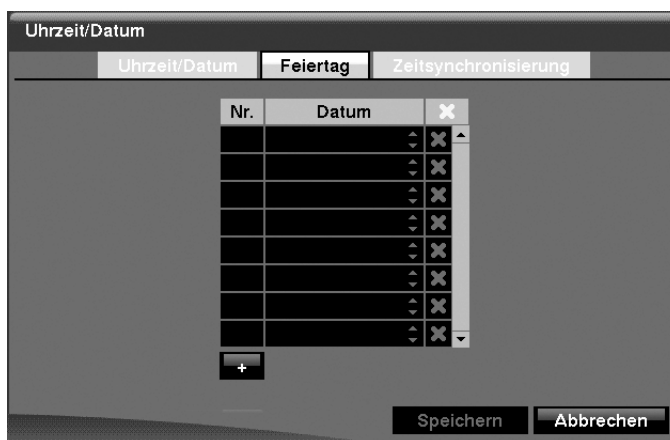 Uhrzeit/Datum
Uhrzeit/Datum Feiertag Zeitsynchronisierung
Nr. Datum
+
Speichern Abbrechen